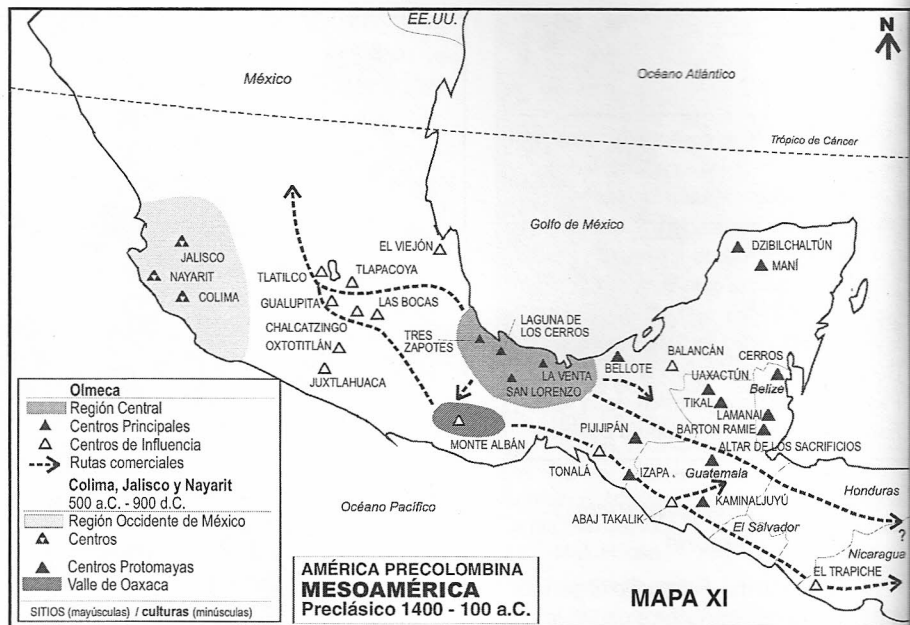 EE.UU.
N
México
Océano Atlántico
Trópico de Cáncer
Golfo de México
EL VIEJÓN
DZIBILCHALTÚN
MANÍ
JALISCO
NAYARIT
COLIMA
TLATILCO
TLAPACOYA
GUALUPITA
LAS BOCAS
CHALCATZINGO
OXTOTITLÁN
JUXTLAHUACA
LAGUNA DE
LOS CERROS
TRES
ZAPOTES
LA VENTA
SAN LORENZO
BELLOTE
BALANCÁN
CERROS
UAXACTÚN
Belize
TIKAL
LAMANAI
BARTON RAMIE
ALTAR DE LOS SACRIFICIOS
MONTE ALBÁN
PIJIJIPÁN
TONALÁ
IZAPA
Guatemala
KAMINALJUYÚ
ABAJ TAKALIK
Honduras
El Salvador
?
Nicaragua
EL TRAPICHE
Océano Pacífico
Olmeca
Región Central
Centros Principales
Centros de Influencia
Rutas comerciales
Colima, Jalisco y Nayarit
500 a.C. - 900 d.C.
Región Occidente de México
Centros
Centros Protomayas
Valle de Oaxaca
SITIOS (mayúsculas) / culturas (minúsculas)
AMÉRICA PRECOLOMBINA
MESOAMÉRICA
Preclásico 1400 - 100 a.C.
MAPA XI